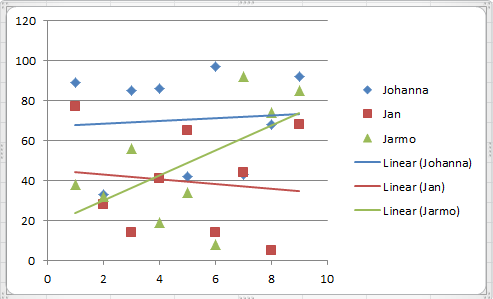 120
100
80
60
40
20
0
0 2 4 6 8 10
Johanna
Jan
Jarmo
Linear (Johanna)
Linear (Jan)
Linear (Jarmo)